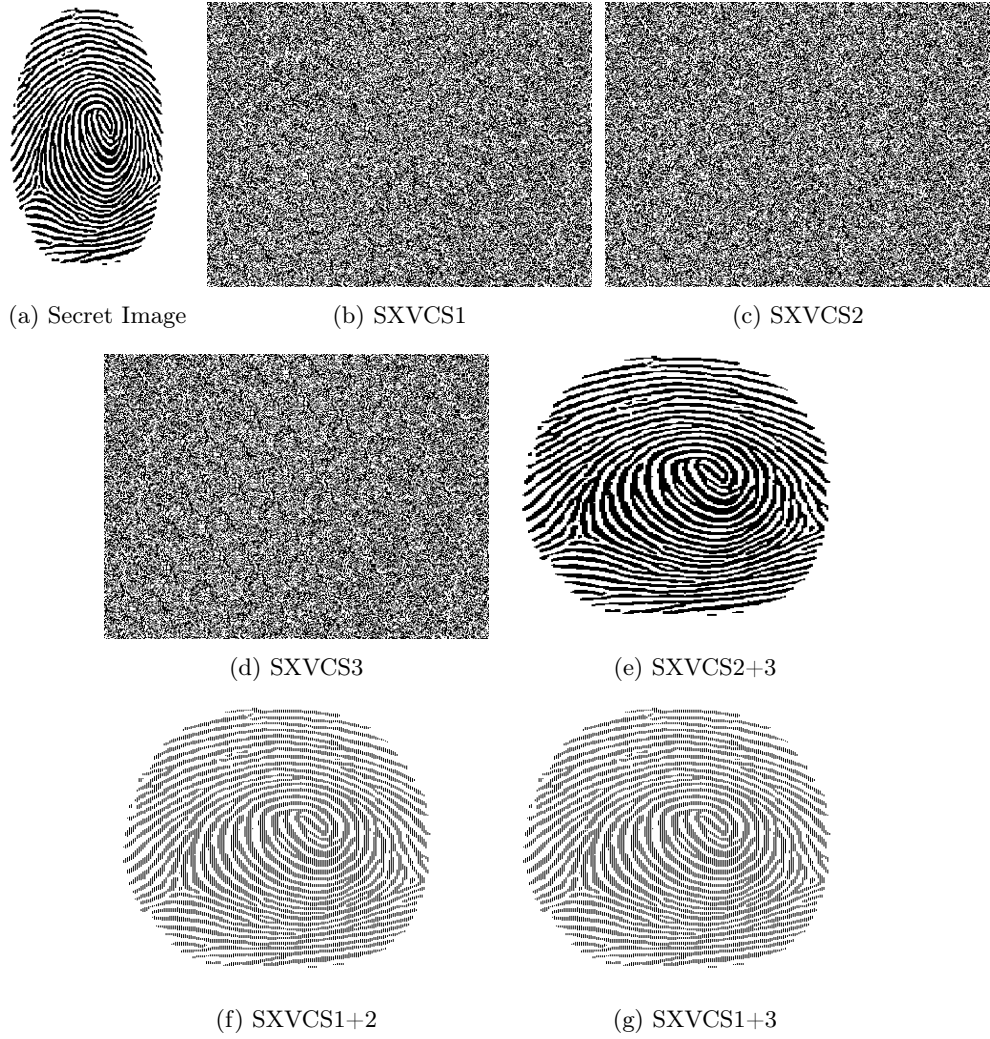 (a) Secret Image
(b) SXVCS1
(c) SXVCS2
(d) SXVCS3
(e) SXVCS2+3
(f) SXVCS1+2
(g) SXVCS1+3